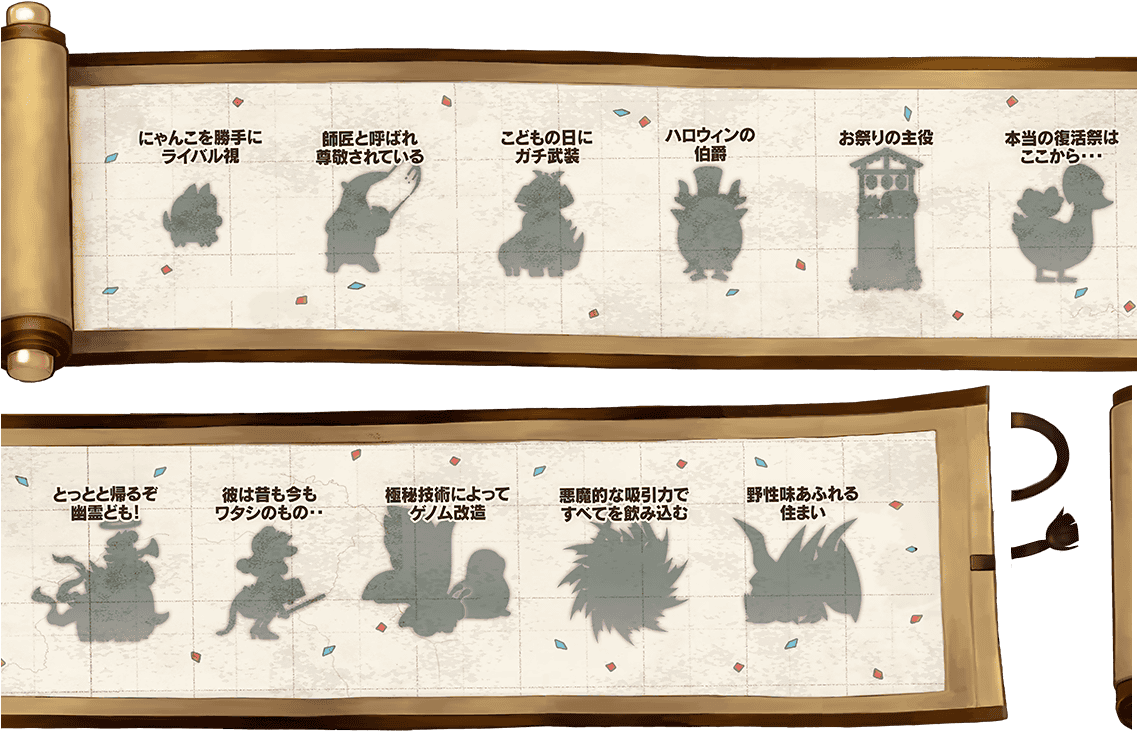 にゃんこを勝手に
ライバル視
師匠と呼ばれ
尊敬されている
こどもの日に
ガチ武装
ハロウィンの
伯爵
お祭りの主役
本当の復活祭は
ここから･･･
とっとと帰るぞ
幽霊ども!
彼は昔も今も
ワタシのもの･･
極秘技術によって
ゲノム改造
悪魔的な吸引力で
すべてを飲み込む
野性味あふれる
住まい